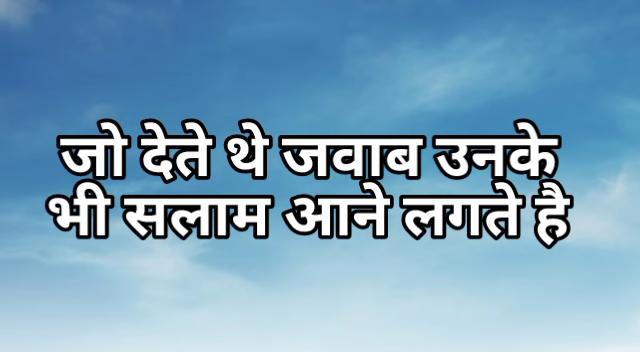 जो देते थे जवाब उनके
भी सलाम आने लगते है